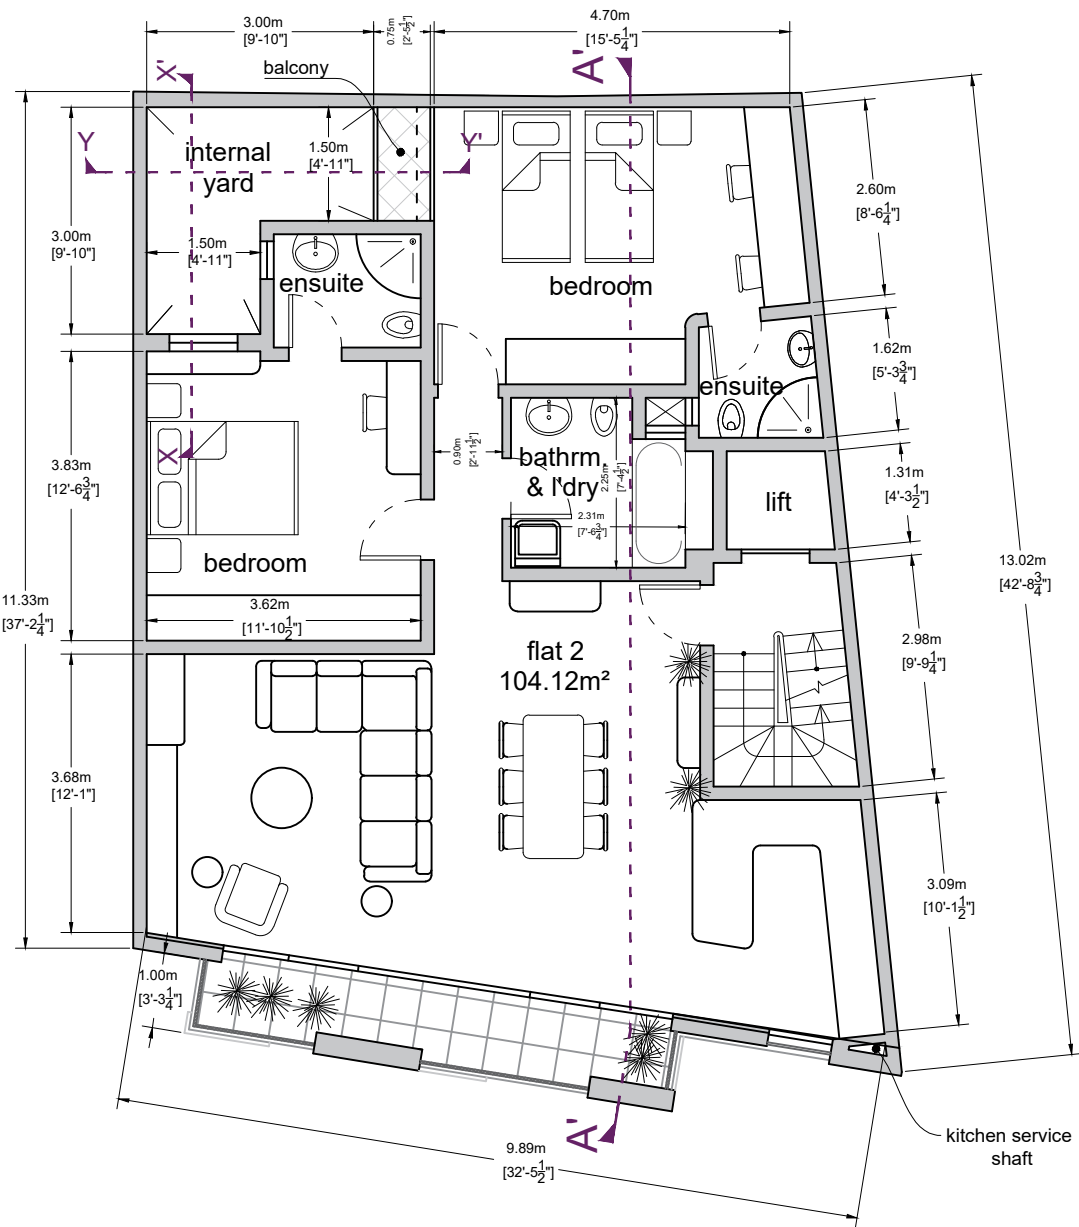 3.00m
[9'-10"]
0.75m
[2'-5½"]
4.70m
[15'-5¼"]
balcony
X'
A'
Y
Y'
internal
yard
1.50m
[4'-11"]
2.60m
[8'-6¼"]
3.00m
[9'-10"]
1.50m
[4'-11"]
ensuite
bedroom
1.62m
[5'-3¾"]
ensuite
X
0.90m
[2'-11½"]
bathrm.
& l'dry
2.25m
[7'-4½"]
3.83m
[12'-6¾"]
1.31m
[4'-3½"]
lift
2.31m
[7'-6¾"]
bedroom
13.02m
[42'-8¾"]
11.33m
[37'-2¼"]
3.62m
[11'-10½"]
2.98m
[9'-9¼"]
flat 2
104.12m²
3.68m
[12'-1"]
3.09m
[10'-1½"]
1.00m
[3'-3¼"]
A'
kitchen service
shaft
9.89m
[32'-5½"]